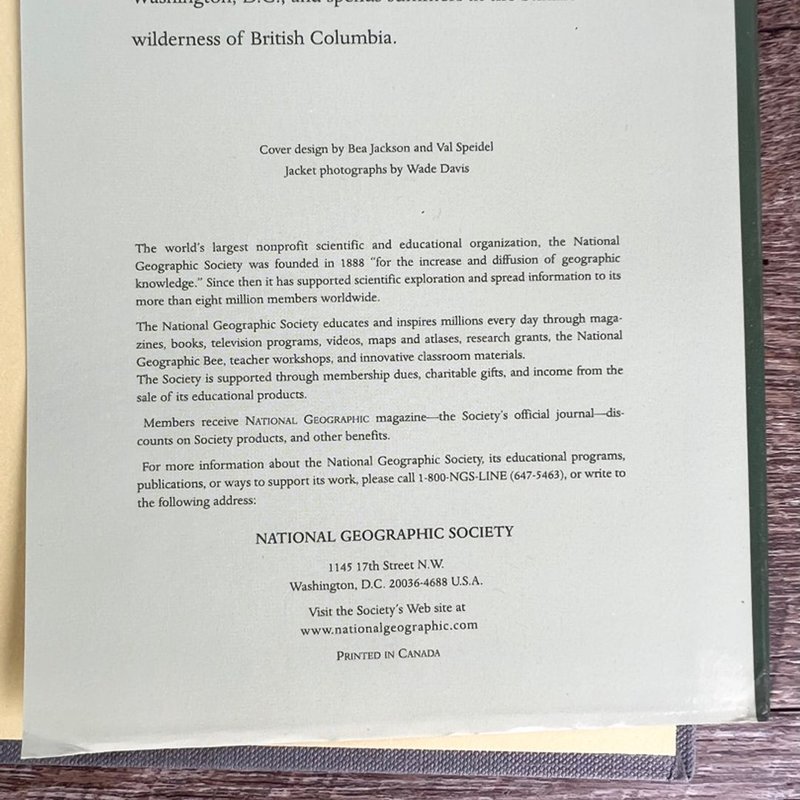 Washington, D.C., and spends summers in the
wilderness of British Columbia.
Cover design by Bea Jackson and Val Speidel
Jacket photographs by Wade Davis
The world's largest nonprofit scientific and educational organization, the National
Geographic Society was founded in 1888 "for the increase and diffusion of geographic
knowledge." Since then it has supported scientific exploration and spread information to its
more than eight million members worldwide.
The National Geographic Society educates and inspires millions every day through maga-
zines, books, television programs, videos, maps and atlases, research grants, the National
Geographic Bee, teacher workshops, and innovative classroom materials.
The Society is supported through membership dues, charitable gifts, and income from the
sale of its educational products.
Members receive NATIONAL GEOGRAPHIC magazine—the Society's official journal—dis-
counts on Society products, and other benefits.
For more information about the National Geographic Society, its educational programs,
publications, or ways to support its work, please call 1-800-NGS-LINE (647-5463), or write to
the following address:
NATIONAL GEOGRAPHIC SOCIETY
1145 17th Street N.W.
Washington, D.C. 20036-4688 U.S.A.
Visit the Society's Web site at
www.nationalgeographic.com
PRINTED IN CANADA